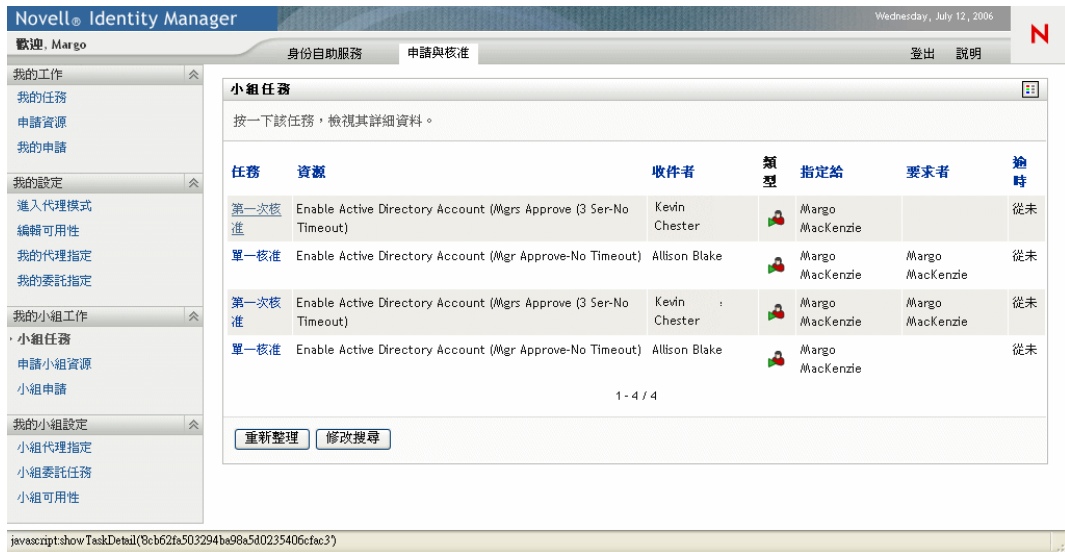 Novell® Identity Manager
Wednesday, July 12, 2006
歡迎, Margo
身份自助服務
申請與核准
登出
說明
N
我的工作
我的任務
申請資源
我的申請
我的設定
進入代理模式
編輯可用性
我的代理指定
我的委託指定
我的小組工作
小組任務
申請小組資源
小組申請
我的小組設定
小組代理指定
小組委託任務
小組可用性
小組任務
按一下該任務，檢視其詳細資料。
任務 資源 收件者 類型 指定給 要求者 逾時
第一次核 Enable Active Directory Account (Mgrs Approve (3 Ser-No Kevin Margo 從未
准 Timeout) Chester MacKenzie
單一核准 Enable Active Directory Account (Mgr Approve-No Timeout) Allison Blake Margo Margo 從未
MacKenzie MacKenzie
第一次核 Enable Active Directory Account (Mgrs Approve (3 Ser-No Kevin Margo Margo 從未
准 Timeout) Chester MacKenzie MacKenzie
單一核准 Enable Active Directory Account (Mgr Approve-No Timeout) Allison Blake Margo 從未
MacKenzie
1 - 4 / 4
重新整理 修改搜尋
javascript:showTaskDetail('8cb62fa503294ba98a5d0235406cfac3')